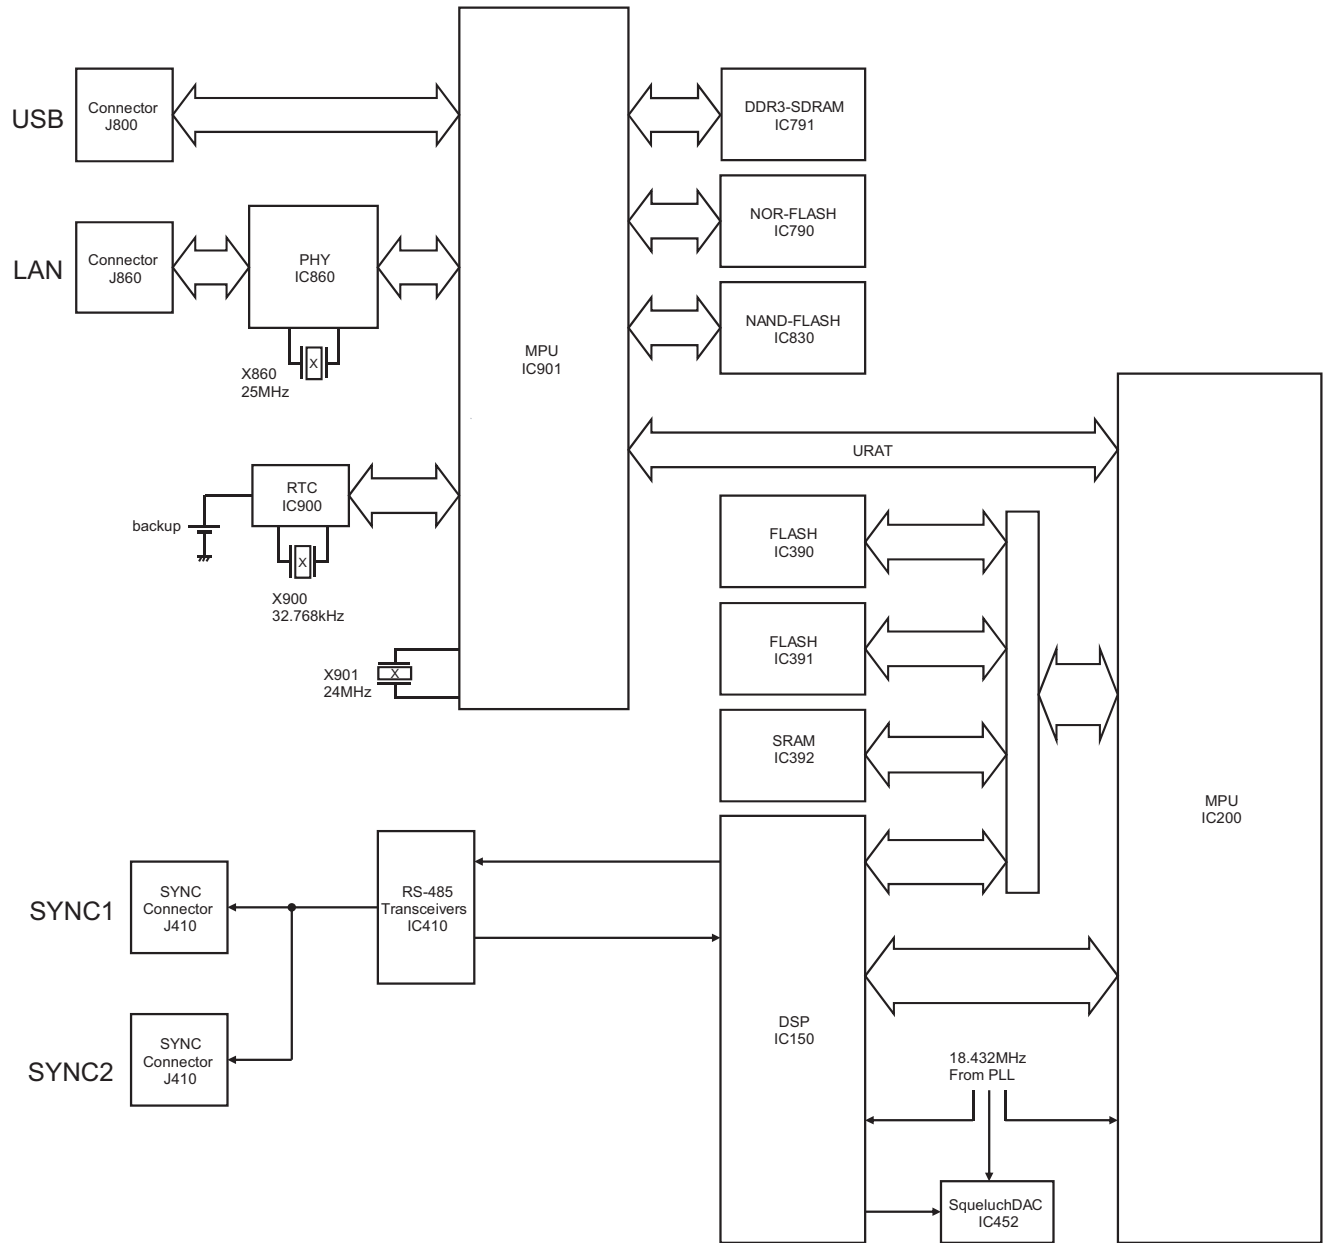 USB
Connector
J800
DDR3-SDRAM
IC791
NOR-FLASH
IC790
LAN
Connector
J860
PHY
IC860
NAND-FLASH
IC830
X
X860
25MHz
MPU
IC901
URAT
RTC
IC900
backup
X
X900
32.768kHz
FLASH
IC390
FLASH
IC391
X901
24MHz
X
SRAM
IC392
MPU
IC200
SYNC1
SYNC
Connector
J410
RS-485
Transceivers
IC410
SYNC2
SYNC
Connector
J410
DSP
IC150
18.432MHz
From PLL
SqueluchDAC
IC452